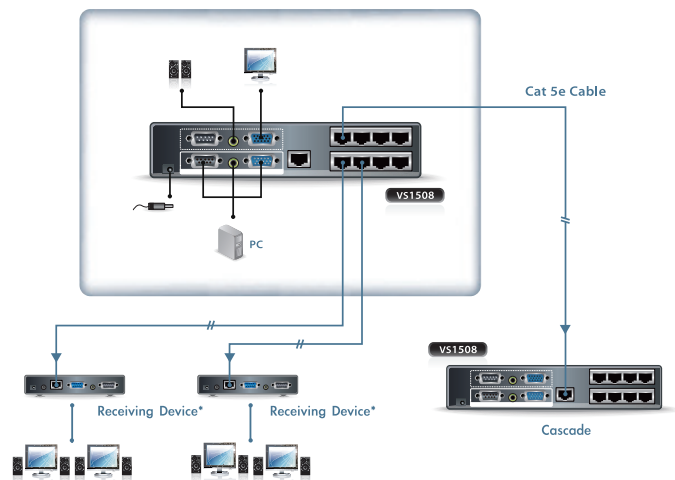 Cat 5e Cable
VS1508
PC
VS1508
Receiving Device*
Receiving Device*
Cascade